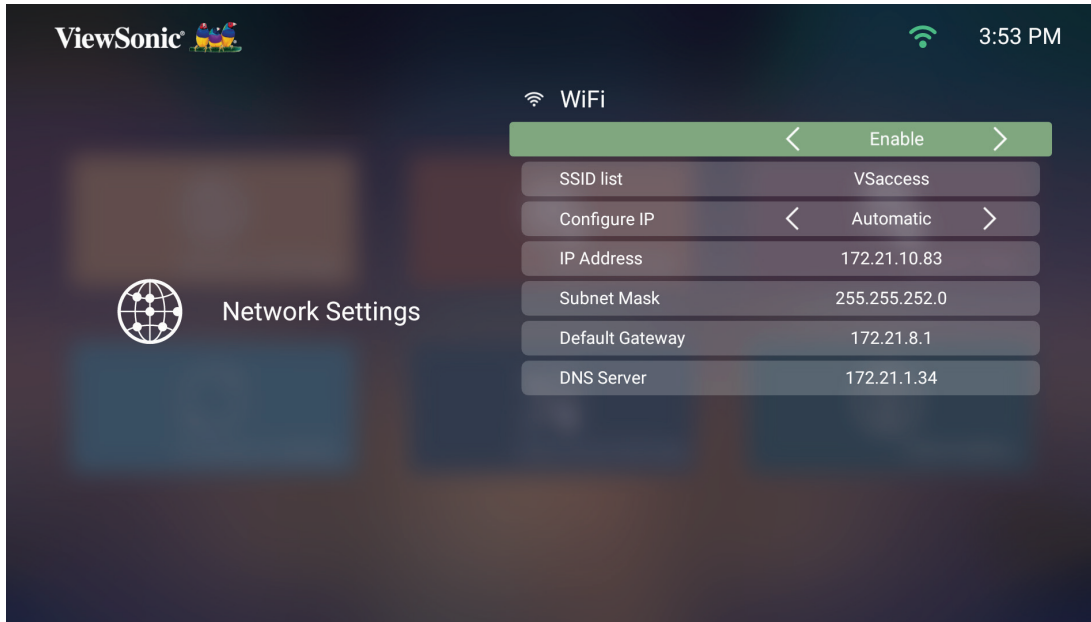 ViewSonic®
3:53 PM
WiFi
Enable
SSID list VSaccess
Configure IP Automatic
IP Address 172.21.10.83
Network Settings
Subnet Mask 255.255.252.0
Default Gateway 172.21.8.1
DNS Server 172.21.1.34